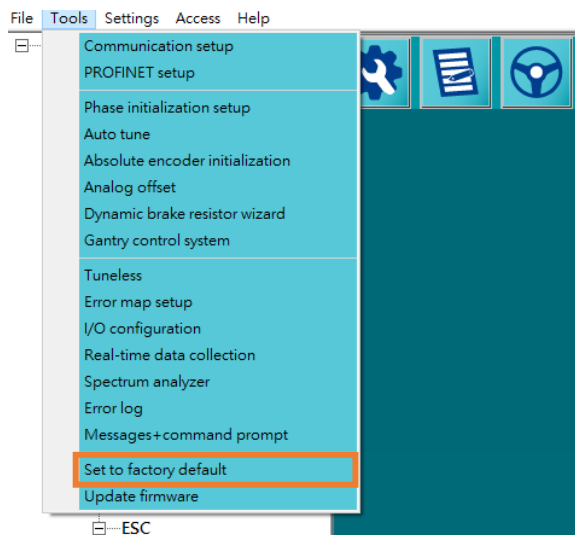 File Tools Settings Access Help
Communication setup
PROFINET setup
Phase initialization setup
Auto tune
Absolute encoder initialization
Analog offset
Dynamic brake resistor wizard
Gantry control system
Tuneless
Error map setup
I/O configuration
Real-time data collection
Spectrum analyzer
Error log
Messages+command prompt
Set to factory default
Update firmware
ESC